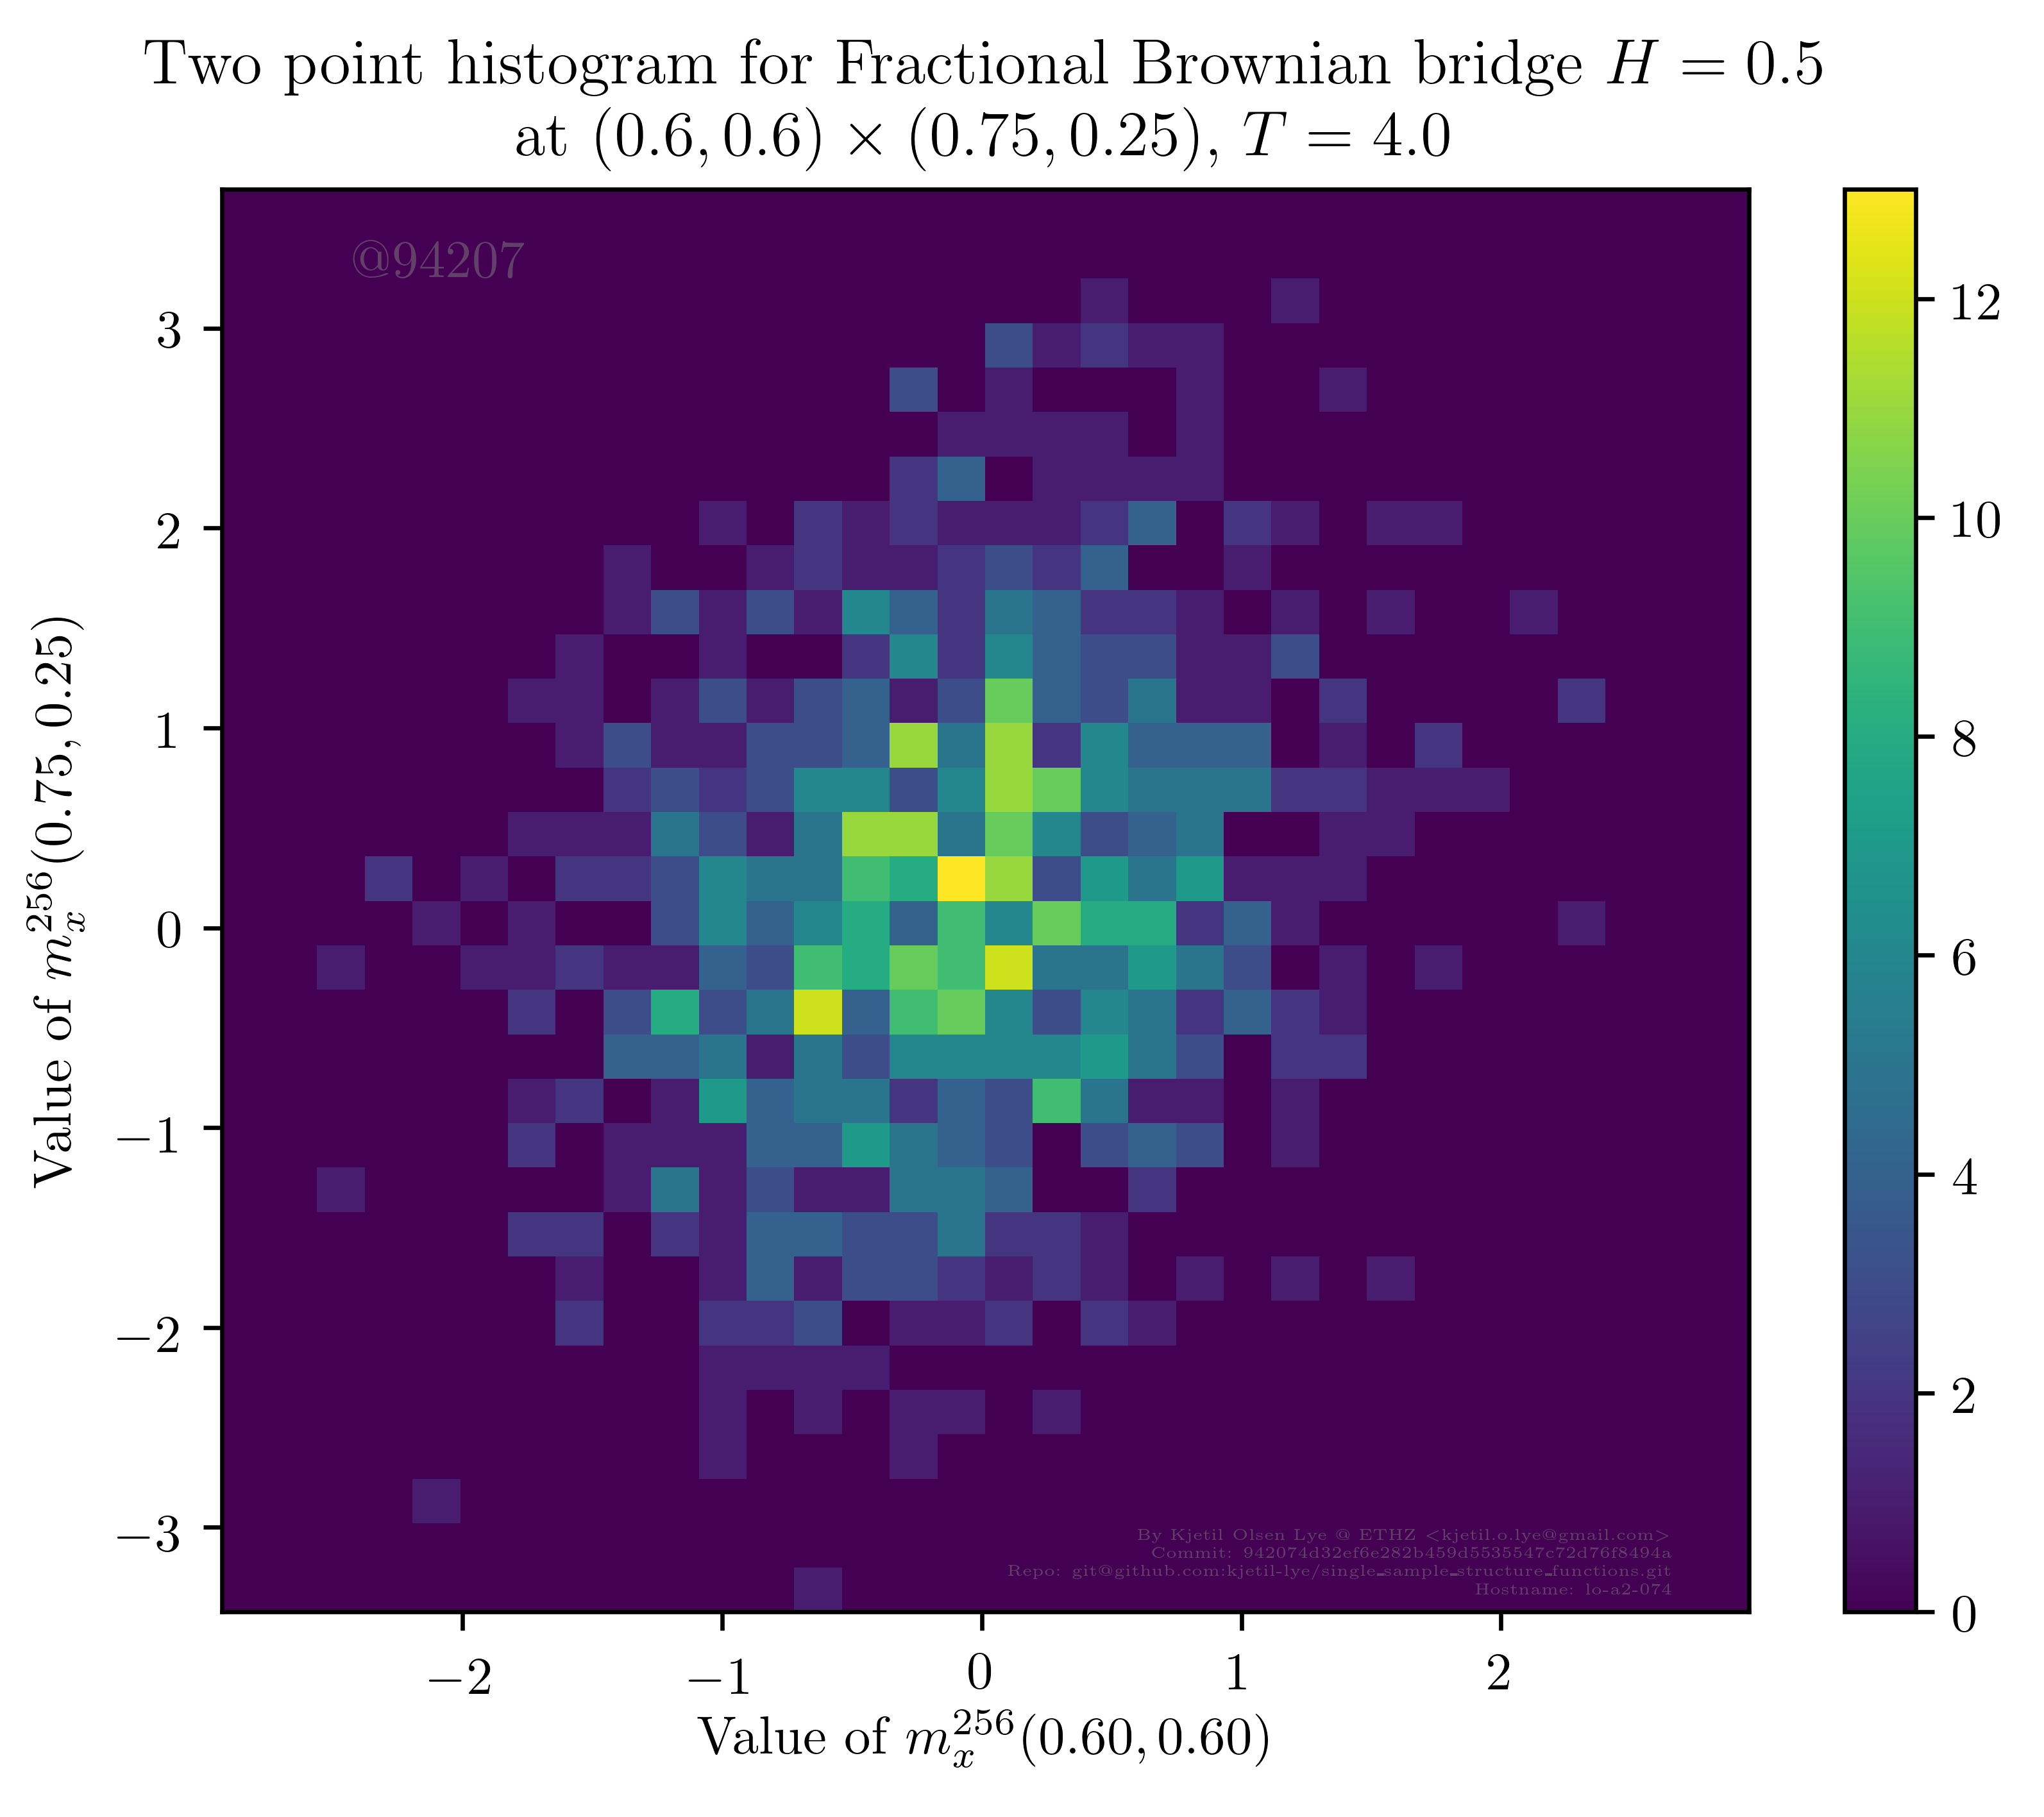 Two point histogram for Fractional Brownian bridge H = 0.5
at (0.6, 0.6) × (0.75, 0.25), T = 4.0
@94207
3
2
1
0
−1
−2
−3
Value of m_x^{256}(0.75, 0.25)
−2
−1
0
1
2
Value of m_x^{256}(0.60, 0.60)
12
10
8
6
4
2
0
By Kjetil Olsen Lye @ ETHZ <kjetil.o.lye@gmail.com>
Commit: 942074d32ef6e282b459d5535547c72d76f8494a
Repo: git@github.com:kjetil-lye/single_sample_structure_functions.git
Hostname: lo-a2-074